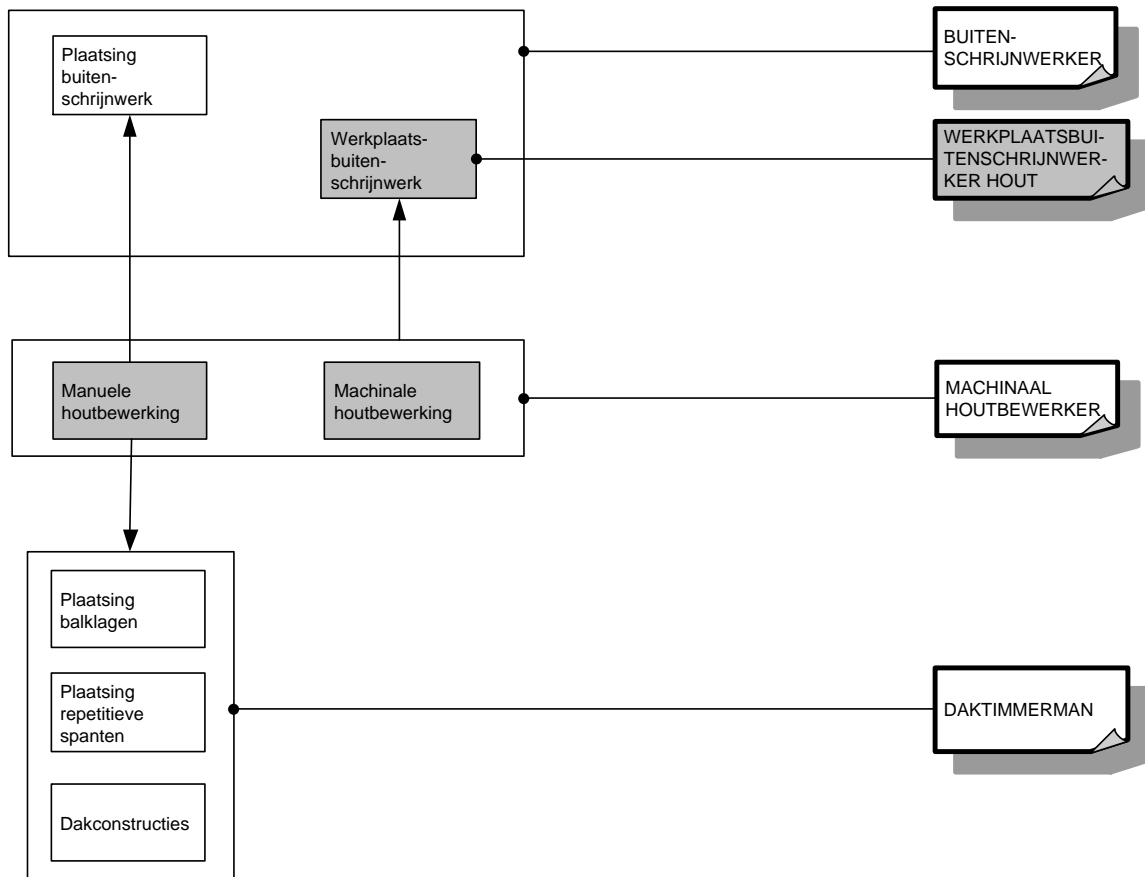 Plaatsing
buiten-
schrijnwerk
BUITEN-
SCHRIJNWERKER
Werkplaats-
buiten-
schrijnwerk
WERKPLAATSBUI-
TENSCHRIJNWER-
KER HOUT
Manuele
houtbewerking
Machinale
houtbewerking
MACHINAAL
HOUTBEWERKER
Plaatsing
balklagen
Plaatsing
repetitieve
spanten
DAKTIMMERMAN
Dakconstructies